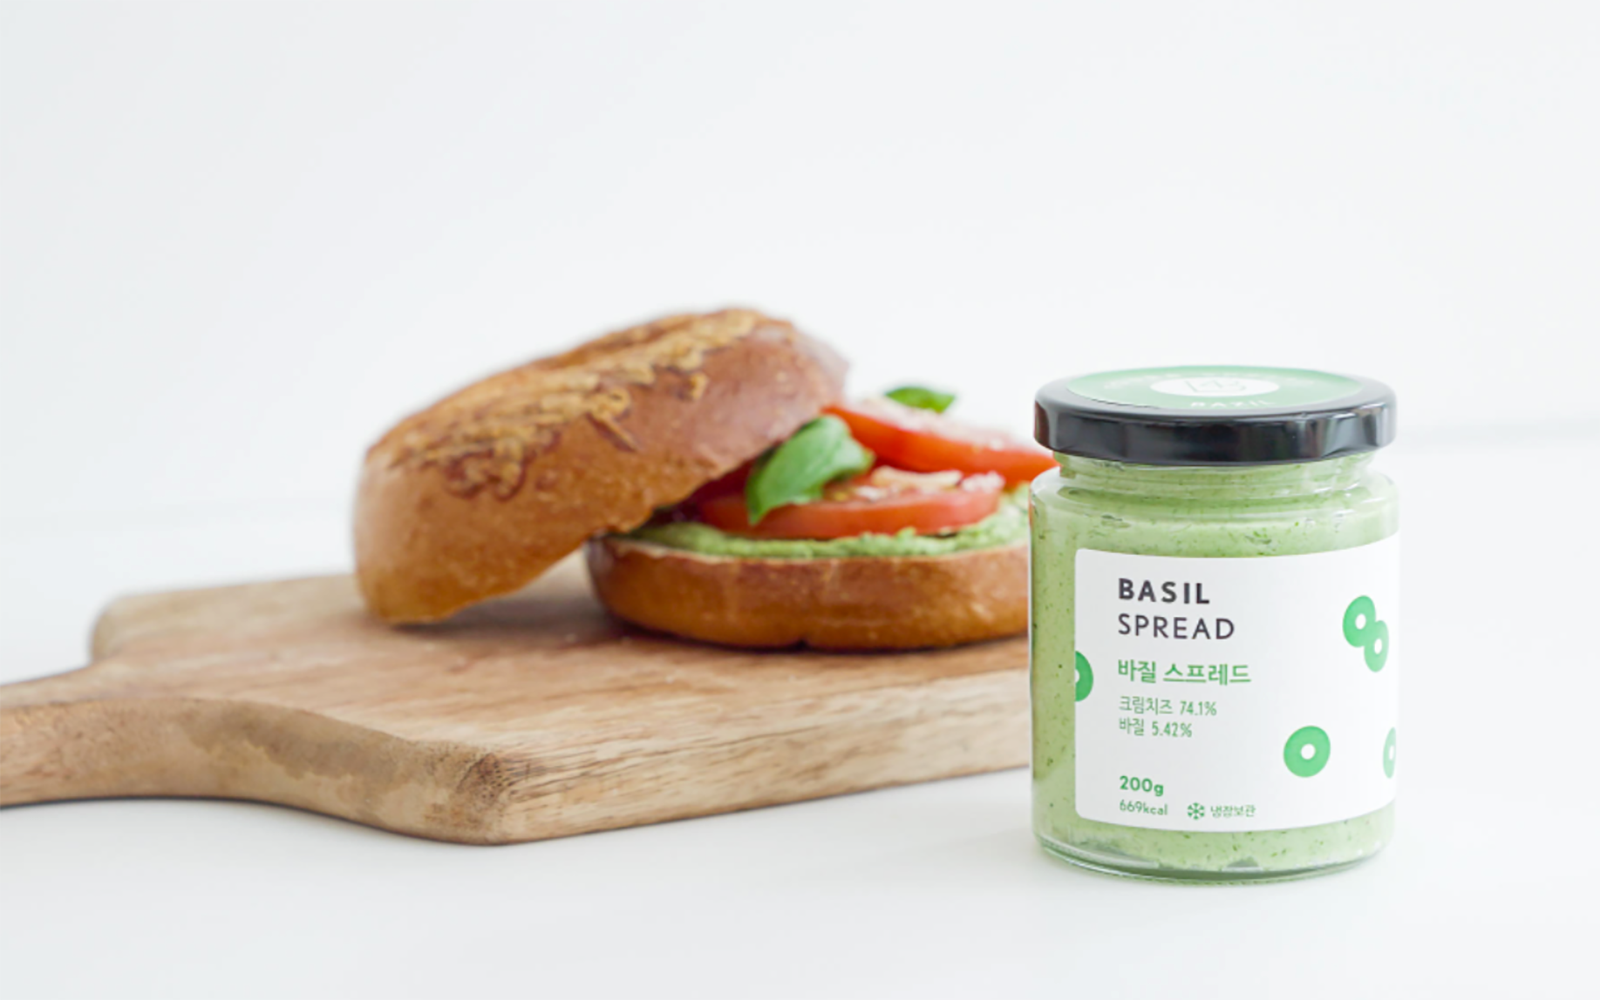 BASIL
SPREAD
바질 스프레드
크림치즈 74.1%
바질 5.42%
200g
669kcal 냉장보관